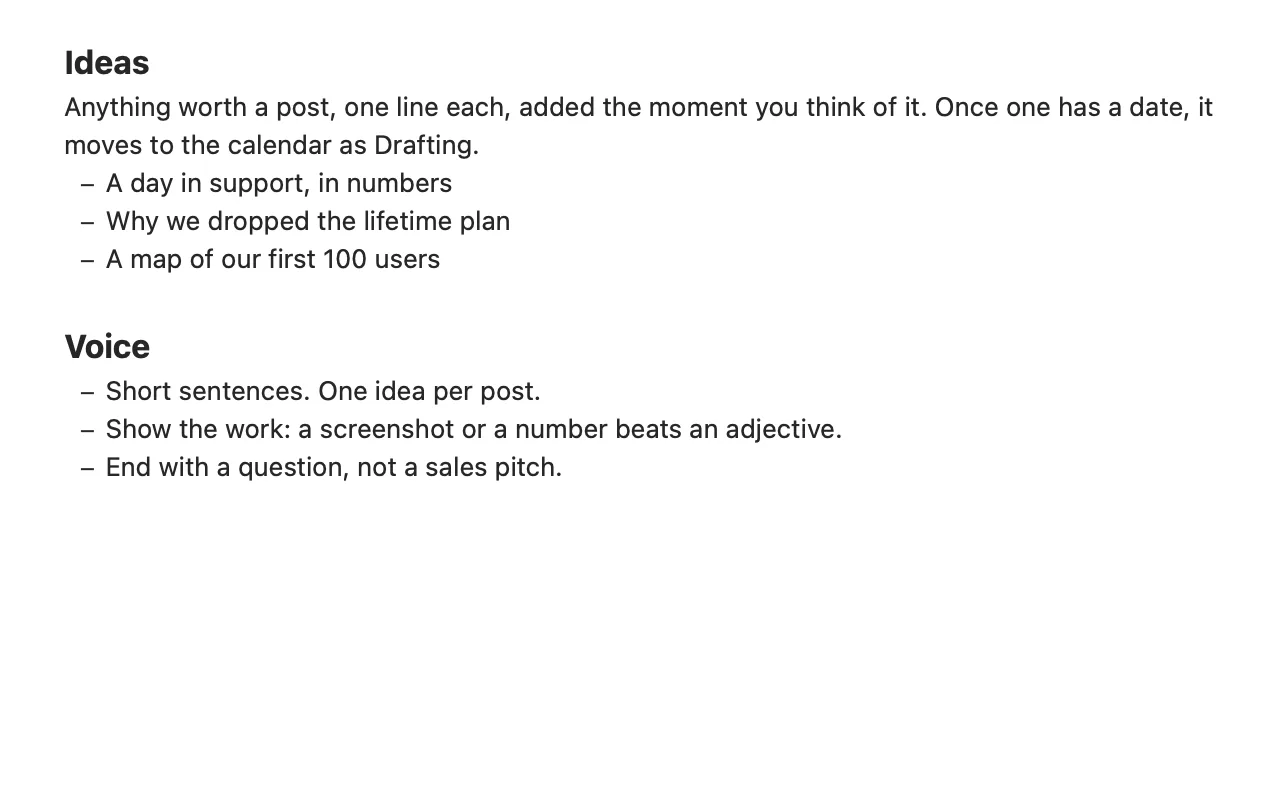 Ideas
Anything worth a post, one line each, added the moment you think of it. Once one has a date, it
moves to the calendar as Drafting.
– A day in support, in numbers
– Why we dropped the lifetime plan
– A map of our first 100 users
Voice
– Short sentences. One idea per post.
– Show the work: a screenshot or a number beats an adjective.
– End with a question, not a sales pitch.